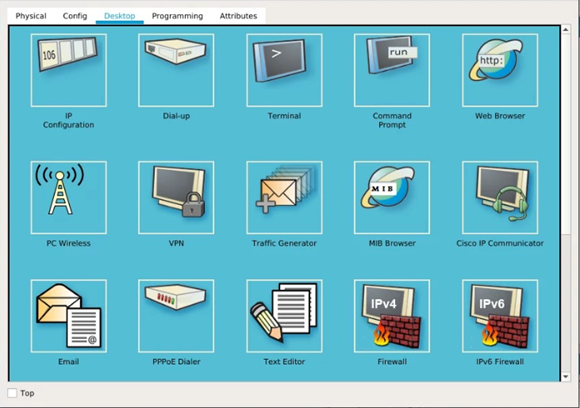 Physical Config Desktop Programming Attributes
106
>
run
http:
IP
Configuration
Dial-up
Terminal
Command
Prompt
Web Browser
MIB
PC Wireless
VPN
Traffic Generator
MIB Browser
Cisco IP Communicator
@
IPv4
IPv6
Email
PPPoE Dialer
Text Editor
Firewall
IPv6 Firewall
Top